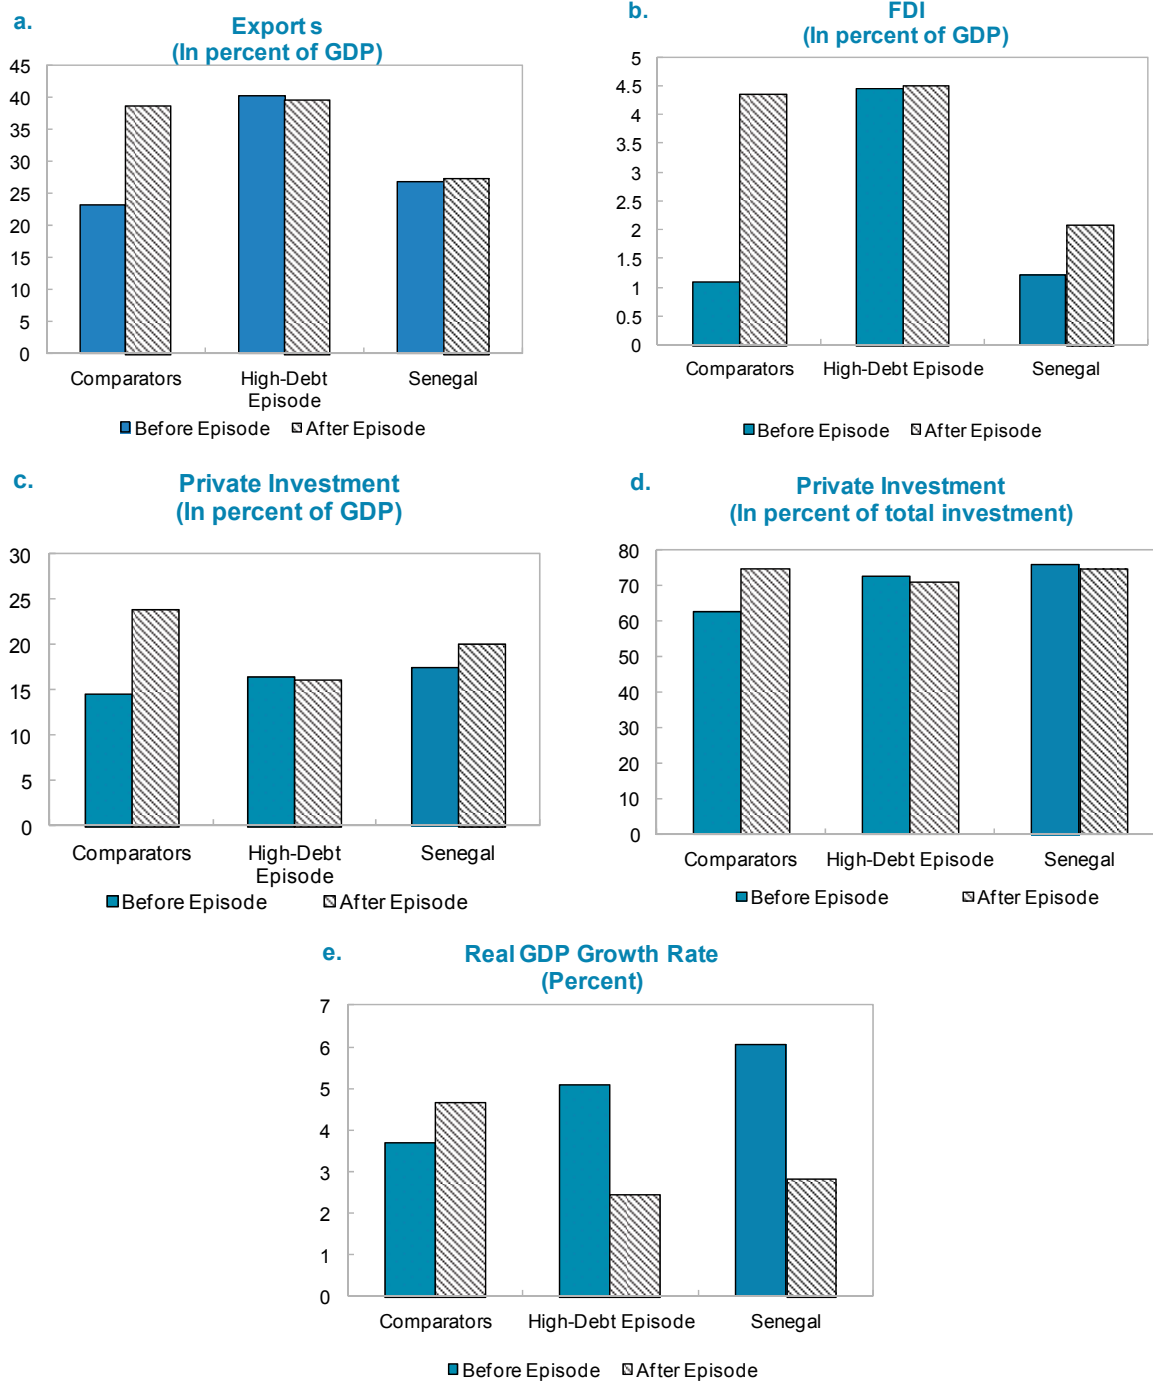 a.
Exports
(In percent of GDP)
45
40
35
30
25
20
15
10
5
0
Comparators
High-Debt
Episode
Senegal
Before Episode
After Episode
b.
FDI
(In percent of GDP)
5
4.5
4
3.5
3
2.5
2
1.5
1
0.5
0
Comparators
High-Debt Episode
Senegal
Before Episode
After Episode
c.
Private Investment
(In percent of GDP)
30
25
20
15
10
5
0
Comparators
High-Debt
Episode
Senegal
Before Episode
After Episode
d.
Private Investment
(In percent of total investment)
80
70
60
50
40
30
20
10
0
Comparators
High-Debt Episode
Senegal
Before Episode
After Episode
e.
Real GDP Growth Rate
(Percent)
7
6
5
4
3
2
1
0
Comparators
High-Debt Episode
Senegal
Before Episode
After Episode